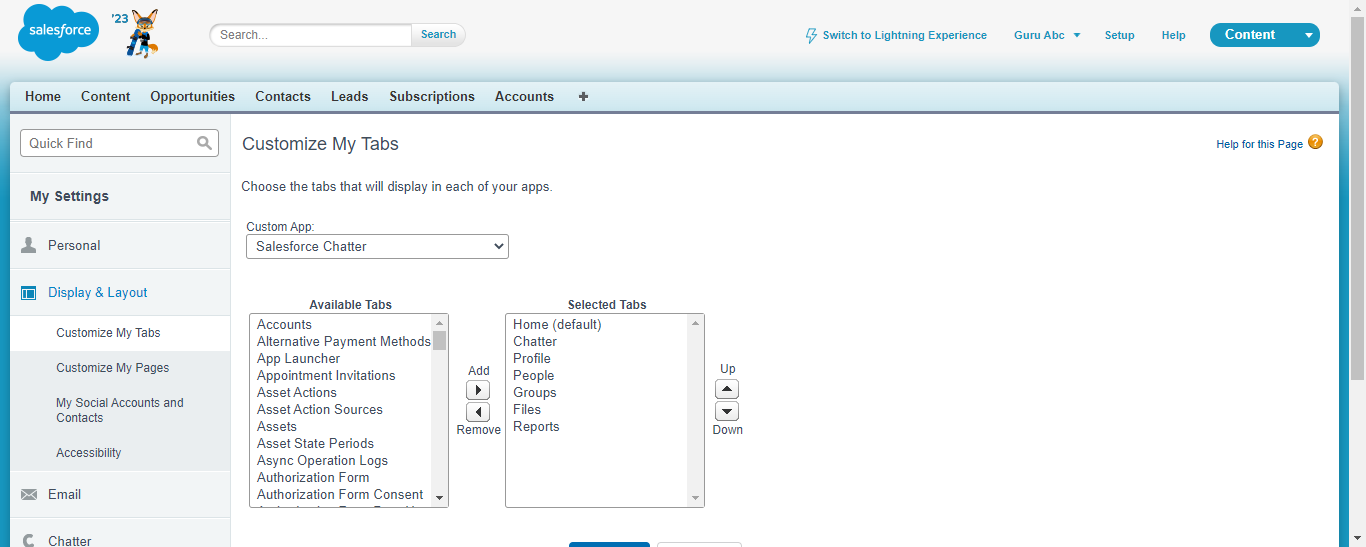 salesforce
'23
Search...
Search
Switch to Lightning Experience
Guru Abc
Setup
Help
Content
Home
Content
Opportunities
Contacts
Leads
Subscriptions
Accounts
+
Quick Find
My Settings
Personal
Display & Layout
Customize My Tabs
Customize My Pages
My Social Accounts and
Contacts
Accessibility
Email
Chatter
Customize My Tabs
Help for this Page
?
Choose the tabs that will display in each of your apps.
Custom App:
Salesforce Chatter
Available Tabs
Accounts
Alternative Payment Methods
App Launcher
Appointment Invitations
Asset Actions
Asset Action Sources
Assets
Asset State Periods
Async Operation Logs
Authorization Form
Authorization Form Consent
Add
Remove
Selected Tabs
Home (default)
Chatter
Profile
People
Groups
Files
Reports
Up
Down